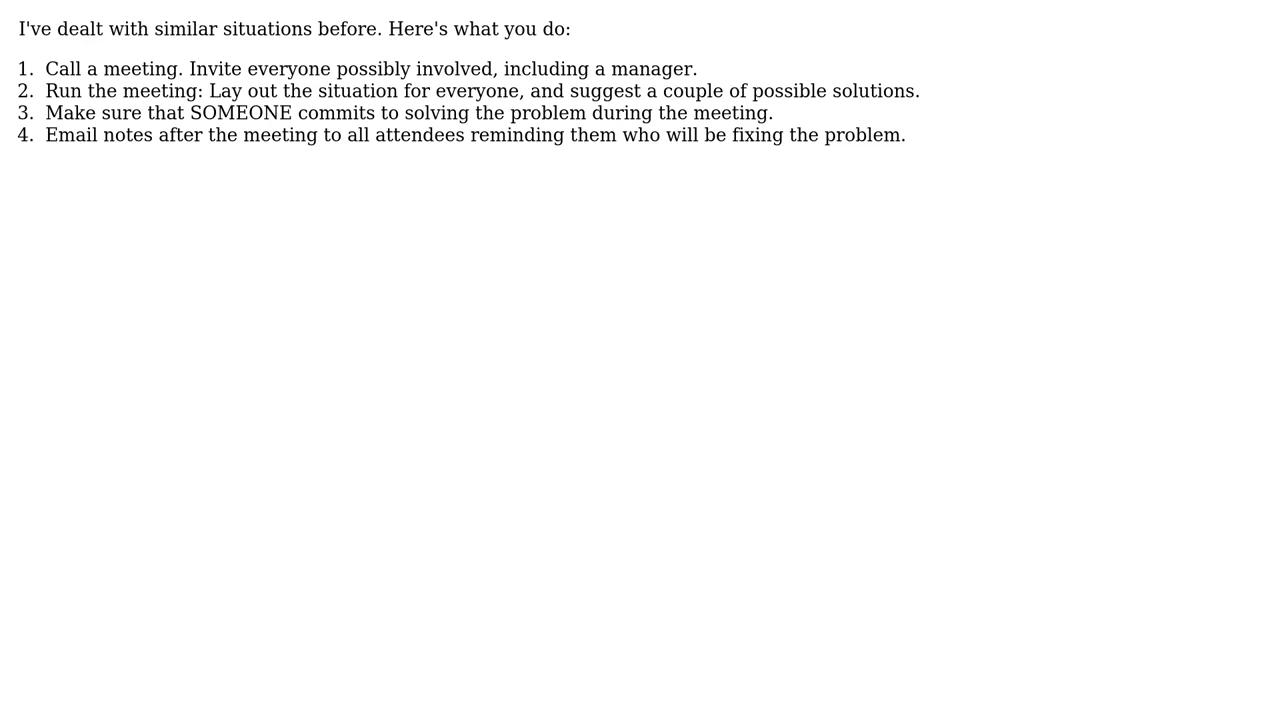 I've dealt with similar situations before. Here's what you do:
1. Call a meeting. Invite everyone possibly involved, including a manager.
2. Run the meeting: Lay out the situation for everyone, and suggest a couple of possible solutions.
3. Make sure that SOMEONE commits to solving the problem during the meeting.
4. Email notes after the meeting to all attendees reminding them who will be fixing the problem.